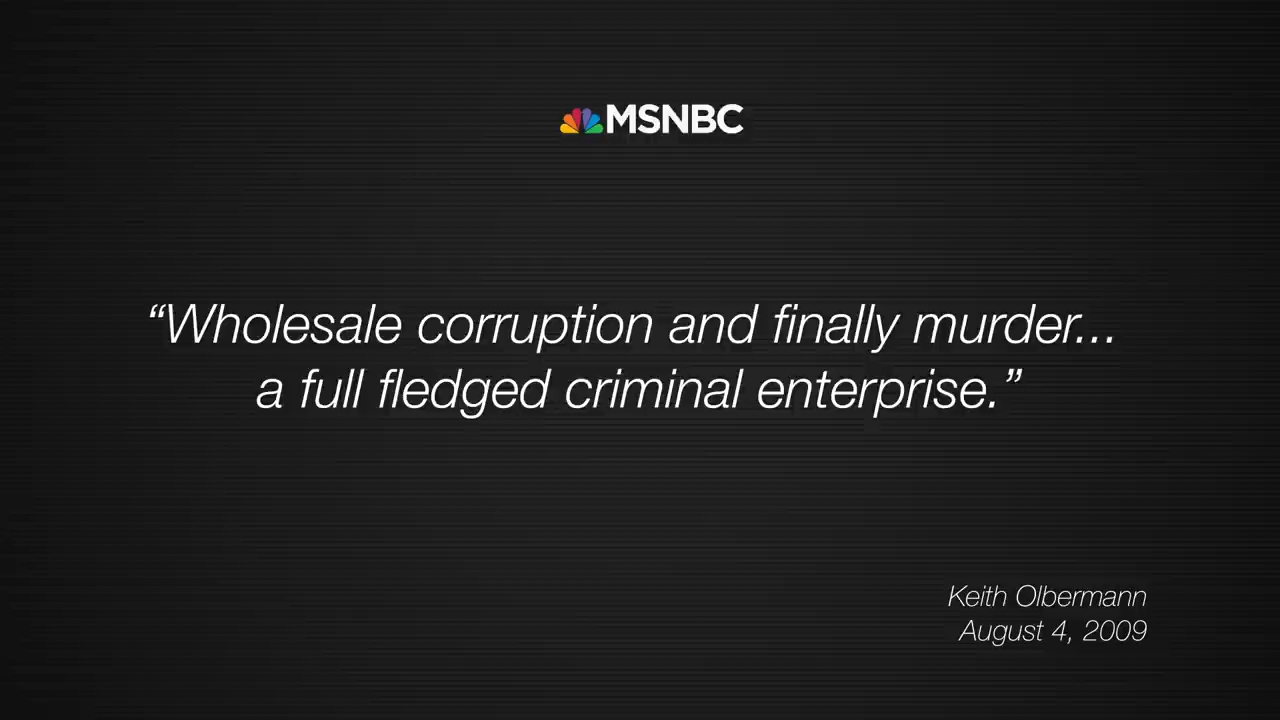 MSNBC
“Wholesale corruption and finally murder...
a full fledged criminal enterprise.”
Keith Olbermann
August 4, 2009